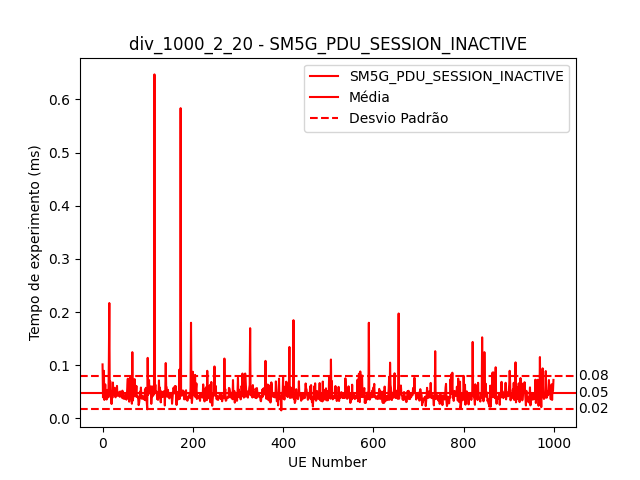 div_1000_2_20 - SM5G_PDU_SESSION_INACTIVE
SM5G_PDU_SESSION_INACTIVE
Média
Desvio Padrão
Tempo de experimento (ms)
0.6
0.5
0.4
0.3
0.2
0.1
0.0
0.08
0.05
0.02
0 200 400 600 800 1000
UE Number